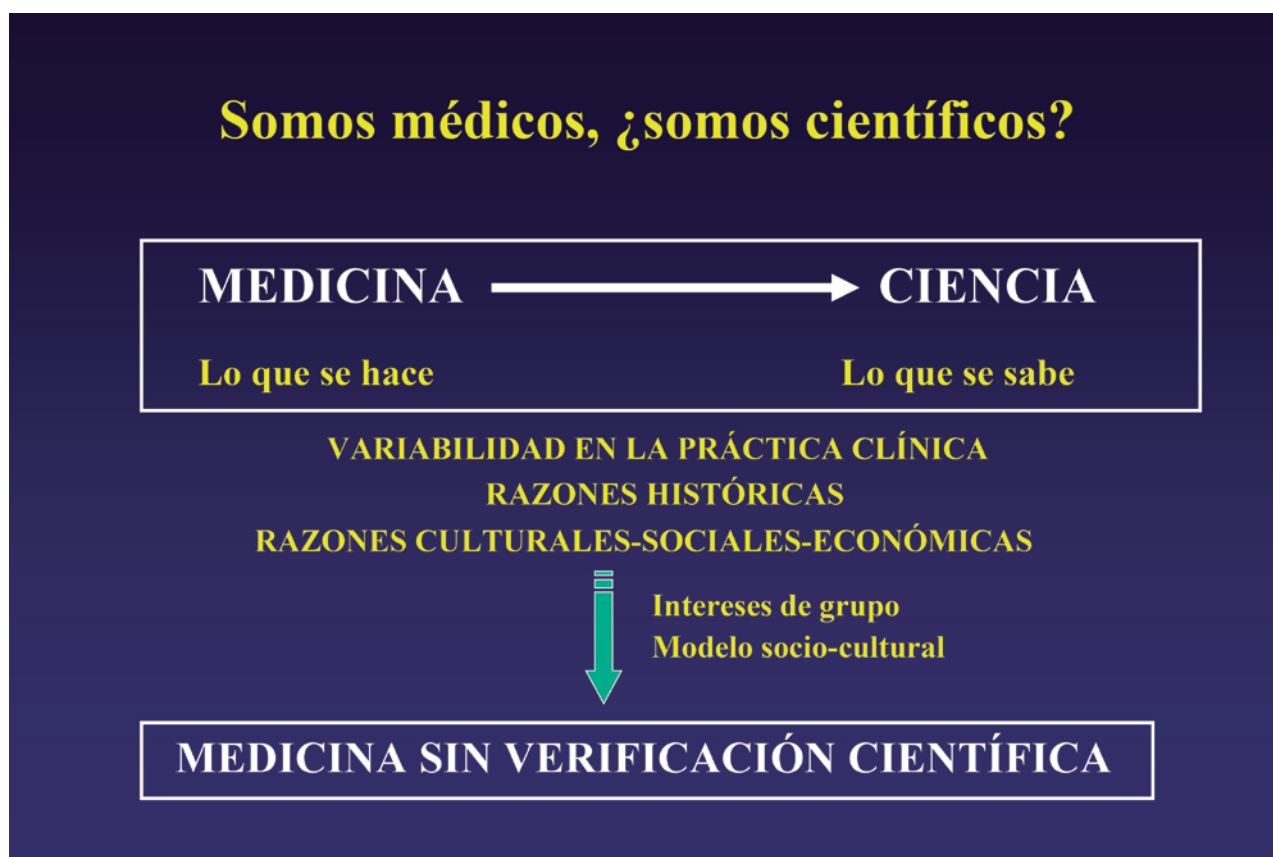 Somos médicos, ¿somos científicos?
MEDICINA CIENCIA
Lo que se hace Lo que se sabe
VARIABILIDAD EN LA PRÁCTICA CLÍNICA
RAZONES HISTÓRICAS
RAZONES CULTURALES-SOCIALES-ECONÓMICAS
Intereses de grupo
Modelo socio-cultural
MEDICINA SIN VERIFICACIÓN CIENTÍFICA